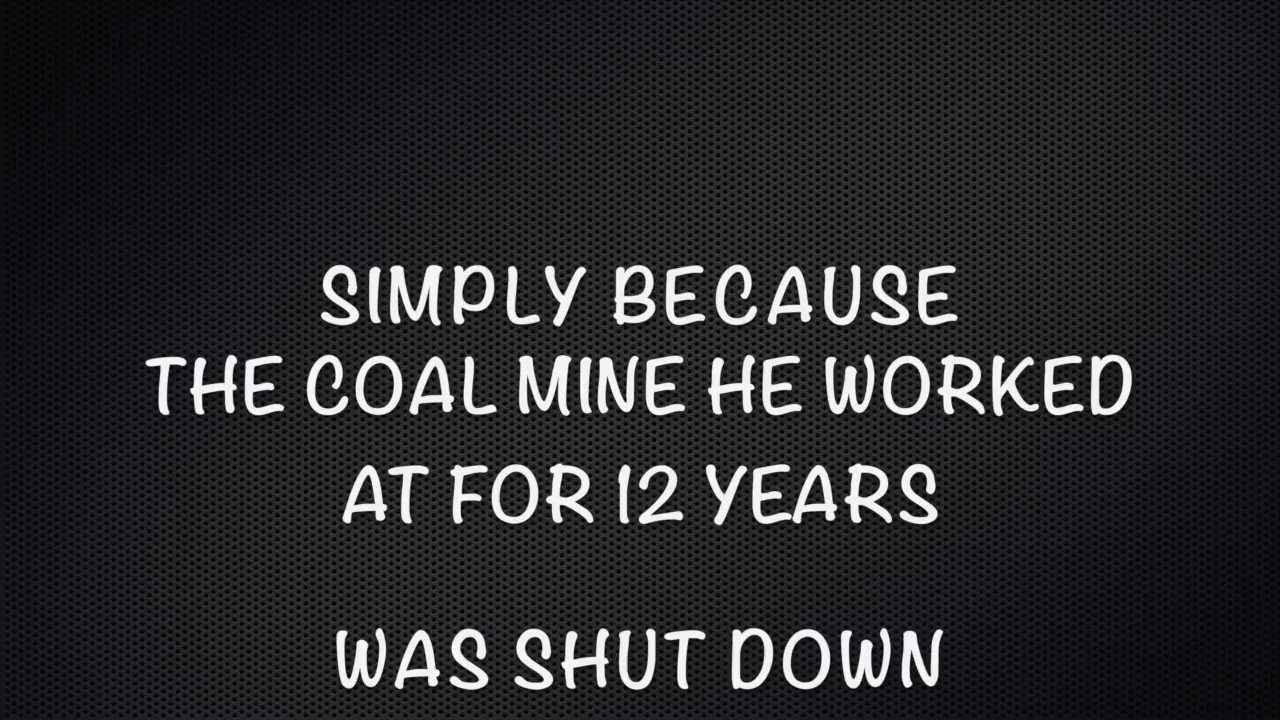 SIMPLY BECAUSE
THE COAL MINE HE WORKED
AT FOR 12 YEARS
WAS SHUT DOWN